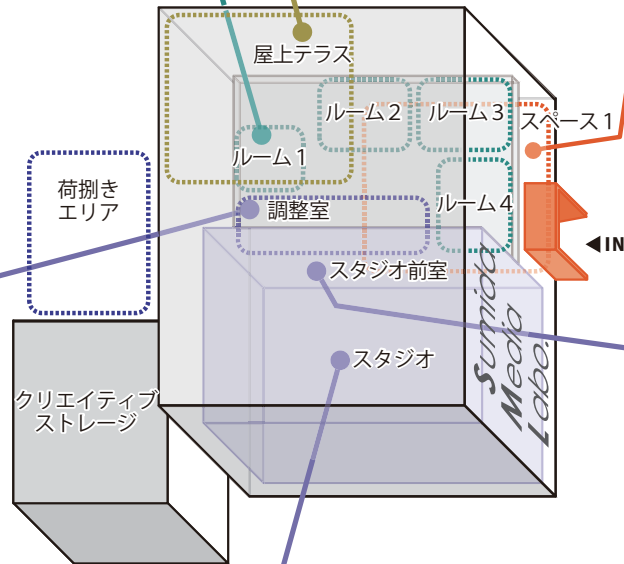 屋上テラス
ルーム2
ルーム3
スペース1
ルーム1
荷捌き
エリア
調整室
ルーム4
IN
スタジオ前室
スタジオ
Sumida
Media
Labo.
クリエイティブ
ストレージ